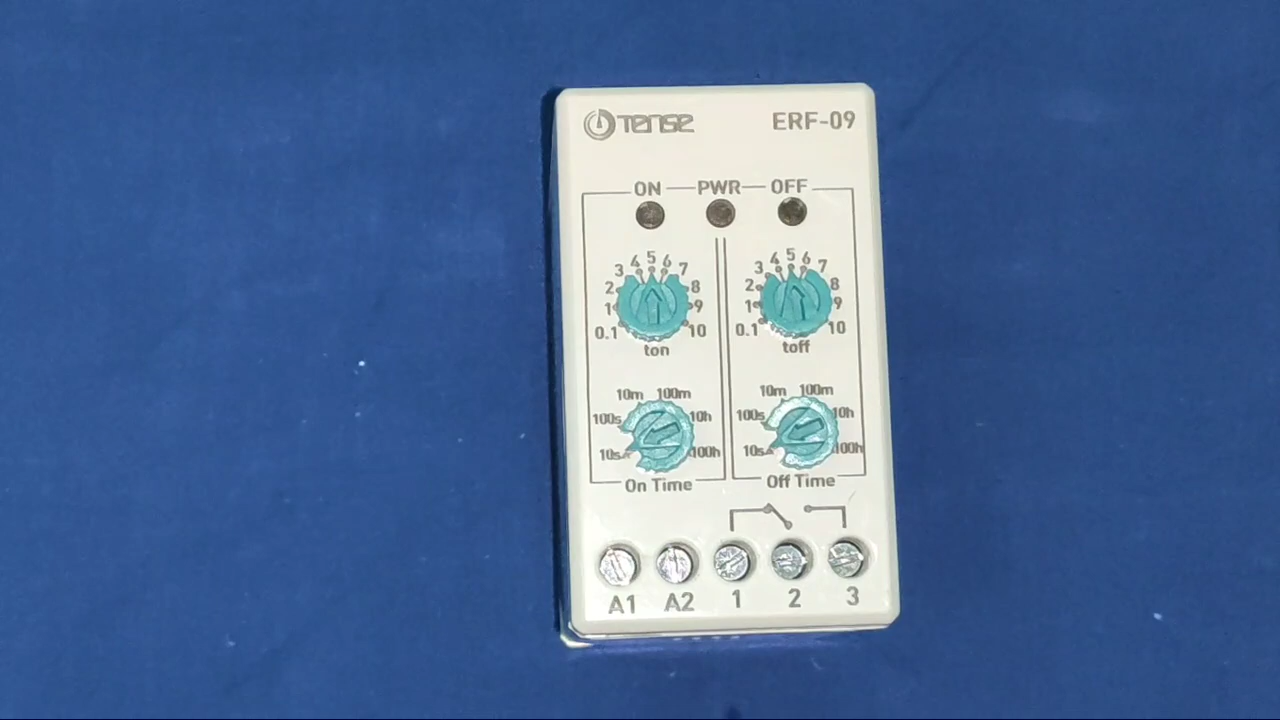 TENSE ERF-09
ON PWR OFF
0.1 1 2 3 4 5 6 7 8 9 10
ton
0.1 1 2 3 4 5 6 7 8 9 10
toff
10s 100s 10m 100m 10h 100h
On Time
10s 100s 10m 100m 10h 100h
Off Time
A1 A2 1 2 3